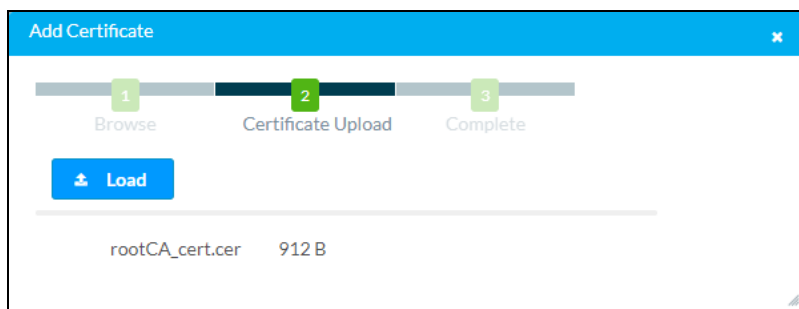 Add Certificate
1 2 3
Browse Certificate Upload Complete
Load
rootCA_cert.cer 912 B